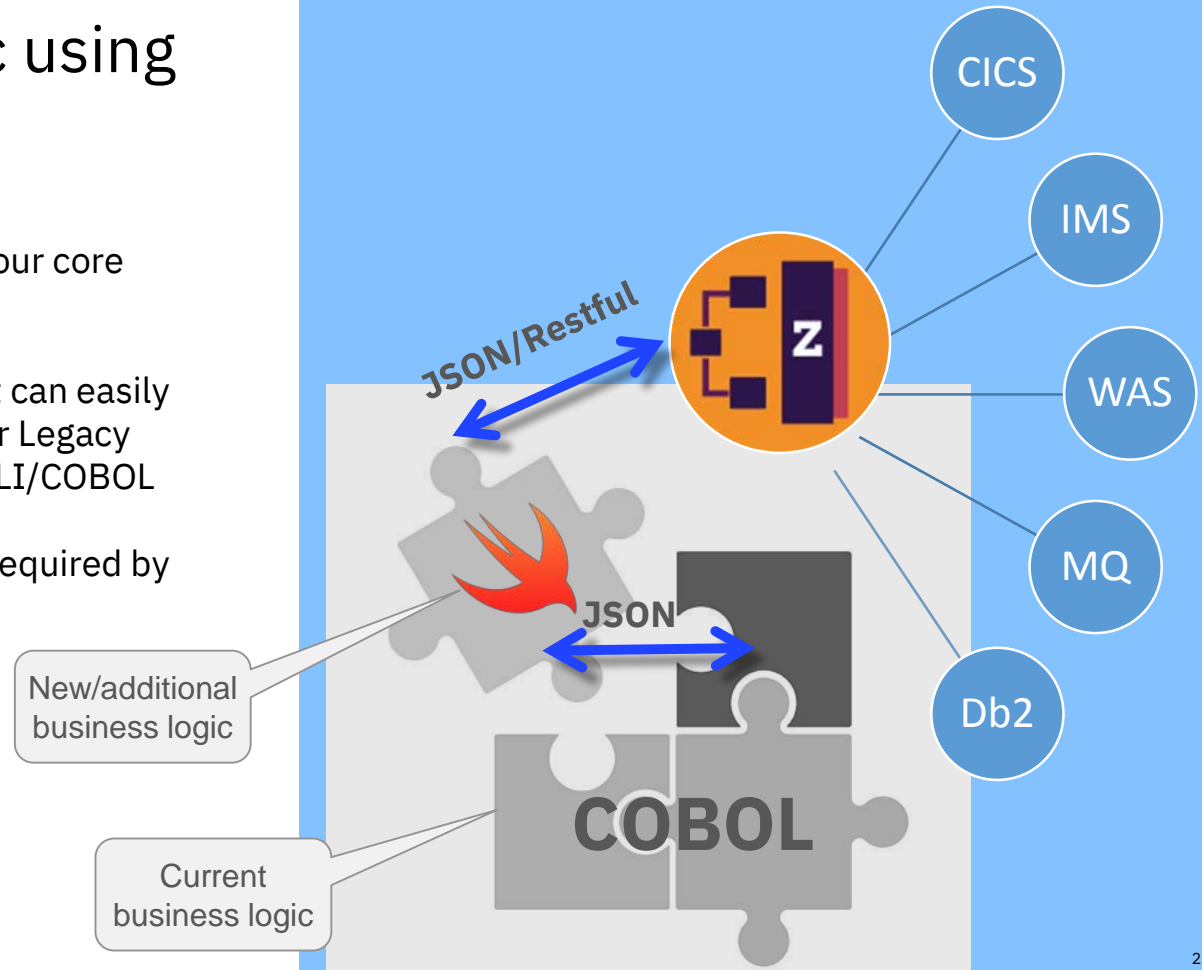 c using
our core
t can easily
r Legacy
LI/COBOL
equired by
New/additional
business logic
Current
business logic
JSON/Restful
Z
JSON
COBOL
CICS
IMS
WAS
MQ
Db2
2